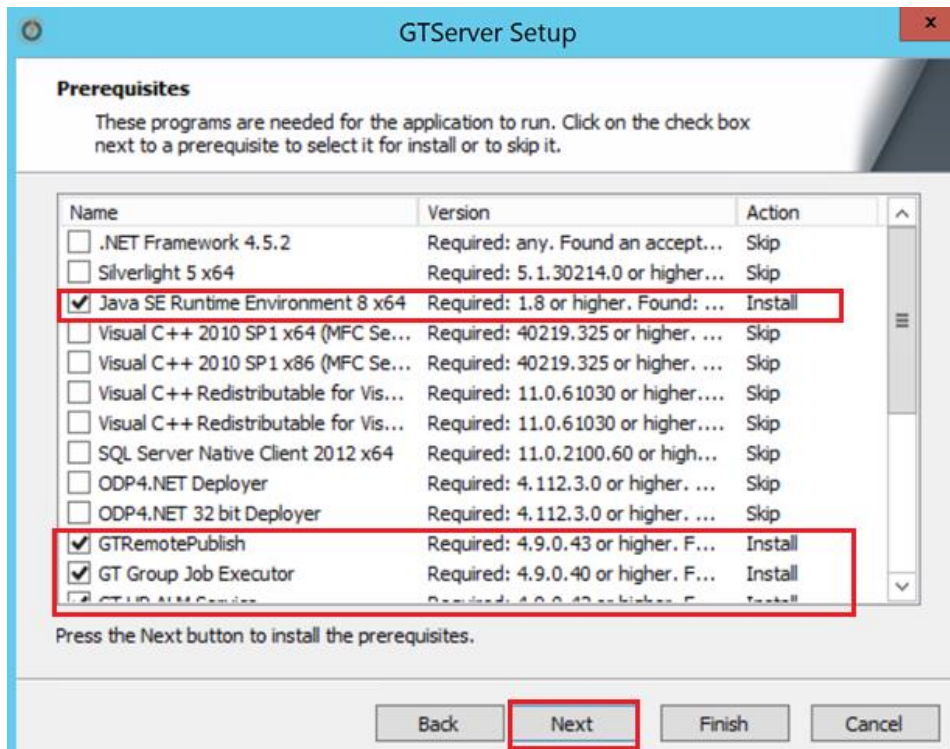 GTServer Setup
x
Prerequisites
These programs are needed for the application to run. Click on the check box
next to a prerequisite to select it for install or to skip it.
Name Version Action
.NET Framework 4.5.2 Required: any. Found an accept... Skip
Silverlight 5 x64 Required: 5.1.30214.0 or higher... Skip
Java SE Runtime Environment 8 x64 Required: 1.8 or higher. Found: ... Install
Visual C++ 2010 SP1 x64 (MFC Se... Required: 40219.325 or higher. ... Skip
Visual C++ 2010 SP1 x86 (MFC Se... Required: 40219.325 or higher. ... Skip
Visual C++ Redistributable for Vis... Required: 11.0.61030 or higher.... Skip
Visual C++ Redistributable for Vis... Required: 11.0.61030 or higher.... Skip
SQL Server Native Client 2012 x64 Required: 11.0.2100.60 or high... Skip
ODP4.NET Deployer Required: 4.112.3.0 or higher. ... Skip
ODP4.NET 32 bit Deployer Required: 4.112.3.0 or higher. ... Skip
GTRemotePublish Required: 4.9.0.43 or higher. F... Install
GT Group Job Executor Required: 4.9.0.40 or higher. F... Install
Press the Next button to install the prerequisites.
Back Next Finish Cancel